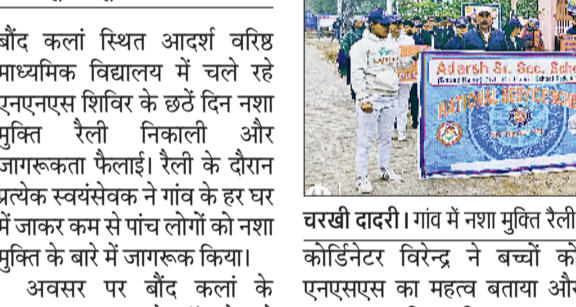 बौंद कलां स्थित आदर्श वरिष्ठ
माध्यमिक विद्यालय में चले रहे
एनएनएस शिविर के छठें दिन नशा
मुक्ति रैली निकाली और
जागरूकता फैलाई। रैली के दौरान
प्रत्येक स्वयंसेवक ने गांव के हर घर
में जाकर कम से पांच लोगों को नशा
मुक्ति के बारे में जागरूक किया।
अवसर पर बौंद कलां के
Adarsh Sr. Sec. Scho
NATIONAL SERVICE SCHE
चरखी दादरी। गांव में नशा मुक्ति रैली
कोर्डिनेटर विरेन्द्र ने बच्चों को
एनएसएस का महत्व बताया और